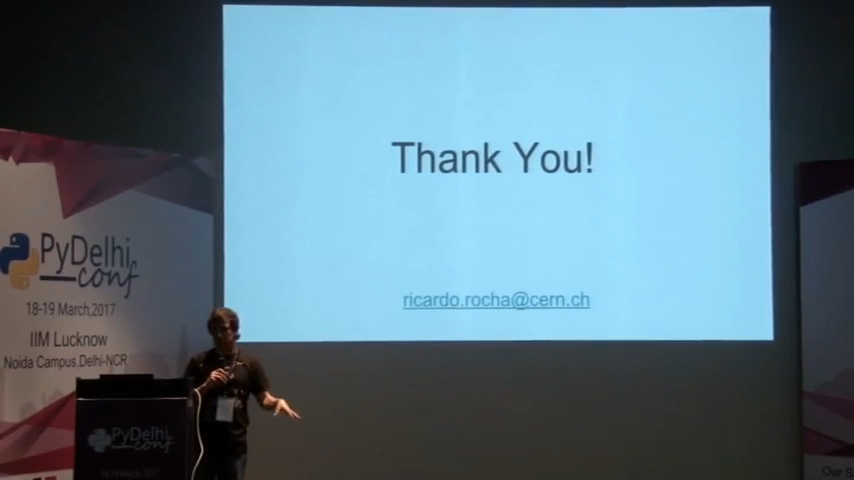 Thank You!
ricardo.rocha@cern.ch
PyDelhi
conf
18-19 March,2017
IIM Lucknow
Noida Campus,Delhi-NCR
PyDelhi
conf
Our S